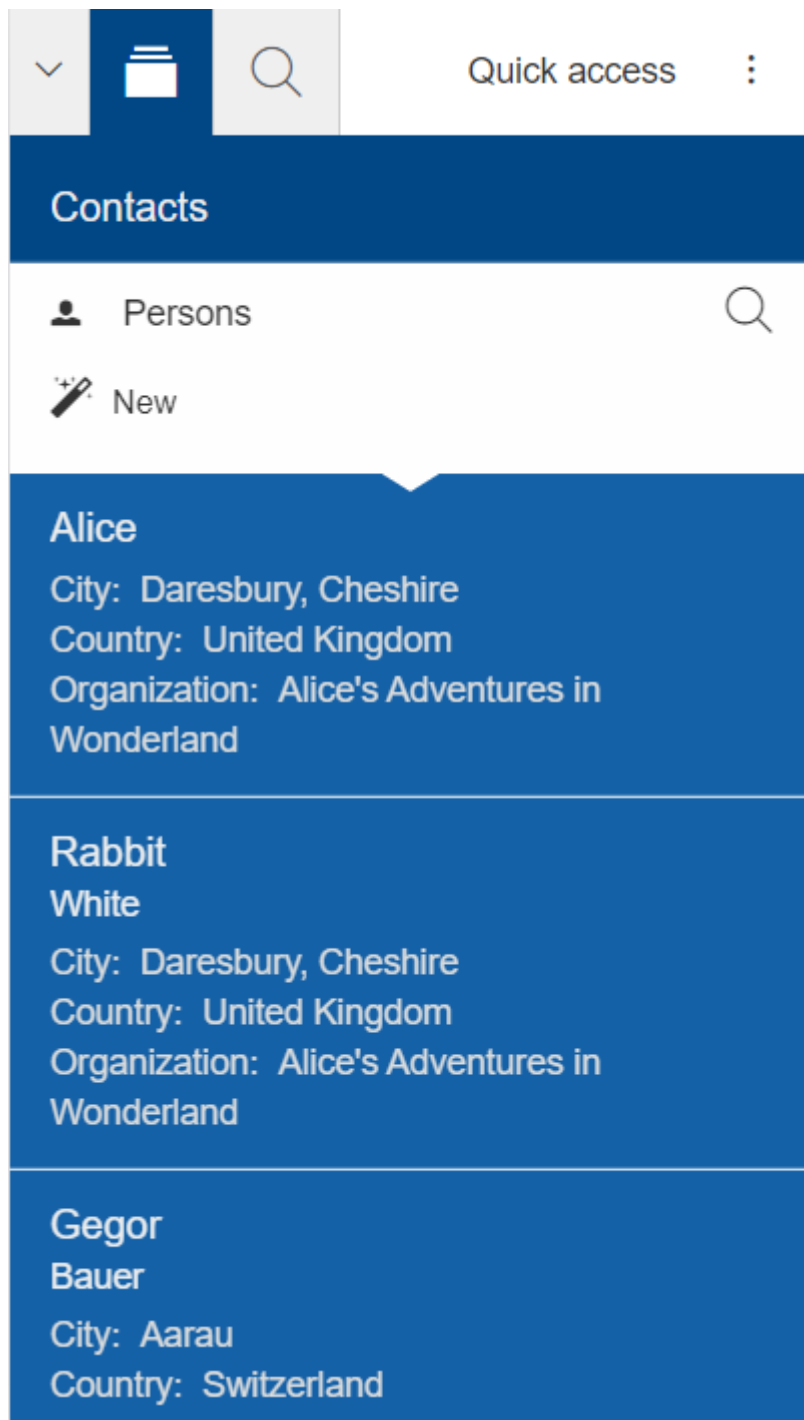 Quick access
Contacts
Persons
New
Alice
City: Daresbury, Cheshire
Country: United Kingdom
Organization: Alice's Adventures in
Wonderland
Rabbit
White
City: Daresbury, Cheshire
Country: United Kingdom
Organization: Alice's Adventures in
Wonderland
Gegor
Bauer
City: Aarau
Country: Switzerland